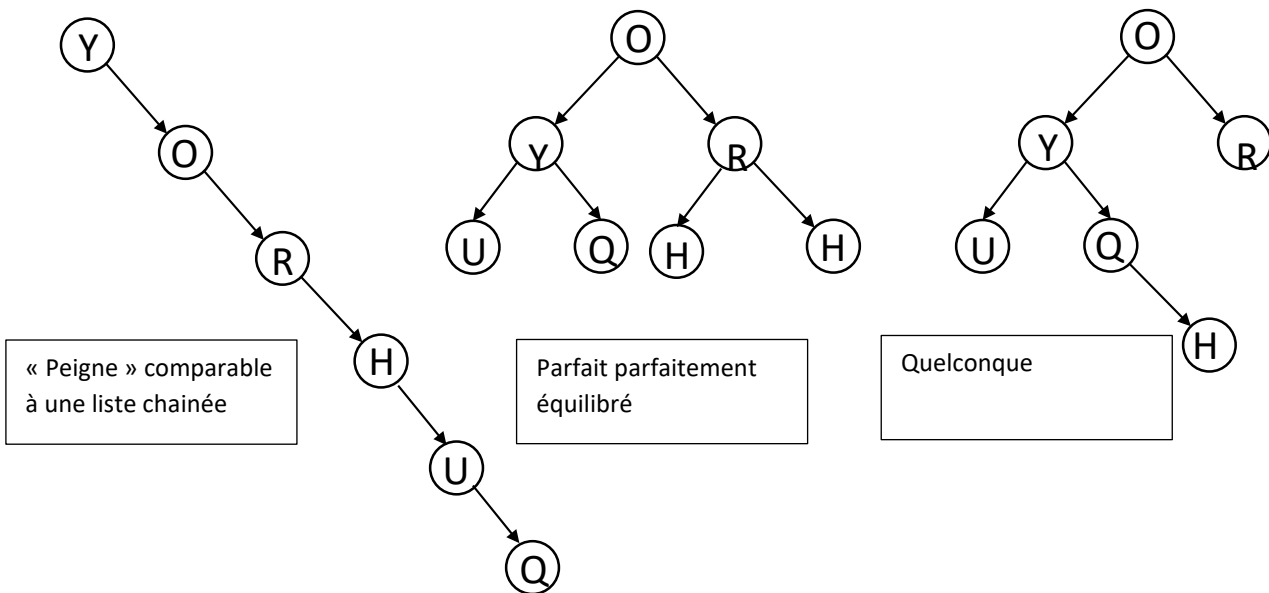 Y
O
R
H
U
Q
« Peigne » comparable
à une liste chainée
O
Y
R
U
Q
H
H
Parfait parfaitement
équilibré
O
Y
R
U
Q
H
Quelconque